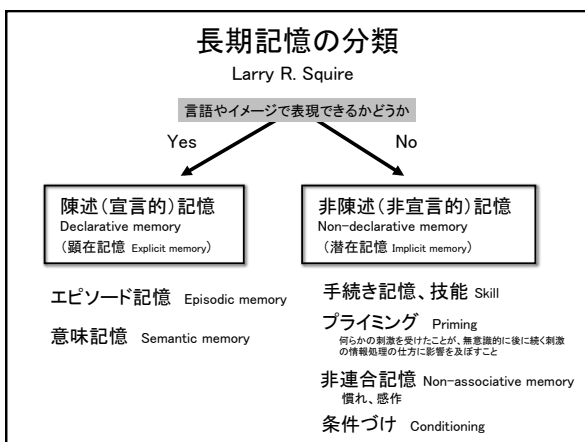 長期記憶の分類
Larry R. Squire
言語やイメージで表現できるかどうか
Yes
No
陳述(宣言的)記憶
Declarative memory
(顕在記憶 Explicit memory)
非陳述(非宣言的)記憶
Non-declarative memory
(潜在記憶 Implicit memory)
エピソード記憶 Episodic memory
意味記憶 Semantic memory
手続き記憶、技能 Skill
プライミング Priming
何らかの刺激を受けたことが、無意識的に後に続く刺激
の情報処理の仕方に影響を及ぼすこと
非連合記憶 Non-associative memory
慣れ、感作
条件づけ Conditioning